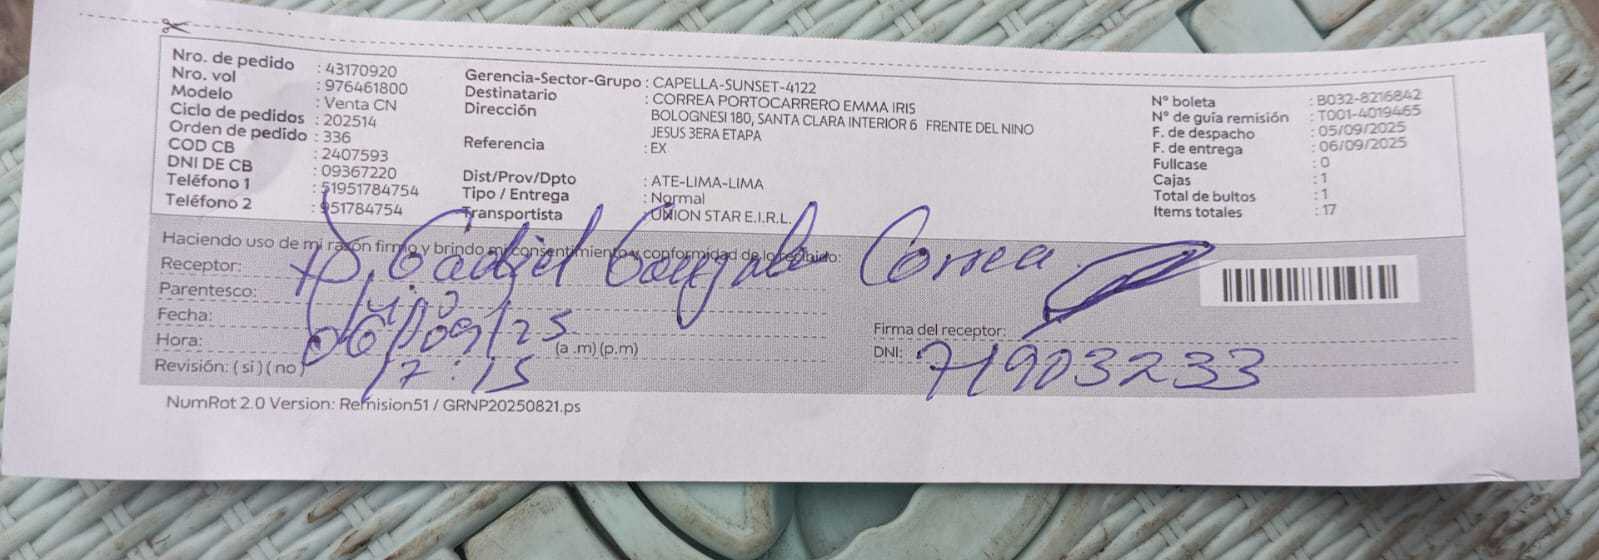 Nro. de pedido : 43170920
Nro. vol : 976461800
Modelo : Venta CN
Ciclo de pedidos : 202514
Orden de pedido : 336
COD CB : 2407593
DNI DE CB : 09367220
Teléfono 1 : 51951784754
Teléfono 2 : 951784754
Gerencia-Sector-Grupo : CAPELLA-SUNSET-4122
Destinatario : CORREA PORTOCARRERO EMMA IRIS
Dirección BOLOGNESI 180, SANTA CLARA INTERIOR 6 FRENTE DEL NINO
JESUS 3ERA ETAPA
Referencia : EX
Dist/Prov/Dpto : ATE-LIMA-LIMA
Tipo / Entrega : Normal
Transportista : UNION STAR E.I.R.L.
N° boleta : B032-8216842
N° de guía remisión : T001-4019465
F. de despacho : 05/09/2025
F. de entrega : 06/09/2025
Fullcase : 0
Cajas : 1
Total de bultos : 1
Items totales : 17
Haciendo uso de mi razón firmo y brindo mi consentimiento y conformidad de lo recibido:
Receptor: Gonzalo Correa
Parentesco: Hijo
Fecha: 06/09/25
Hora: 17:15 (a .m) (p.m)
Revisión: ( si ) ( no )
Firma del receptor:
DNI: 71903233
NumRot 2.0 Version: Remision51 / GRNP20250821.ps